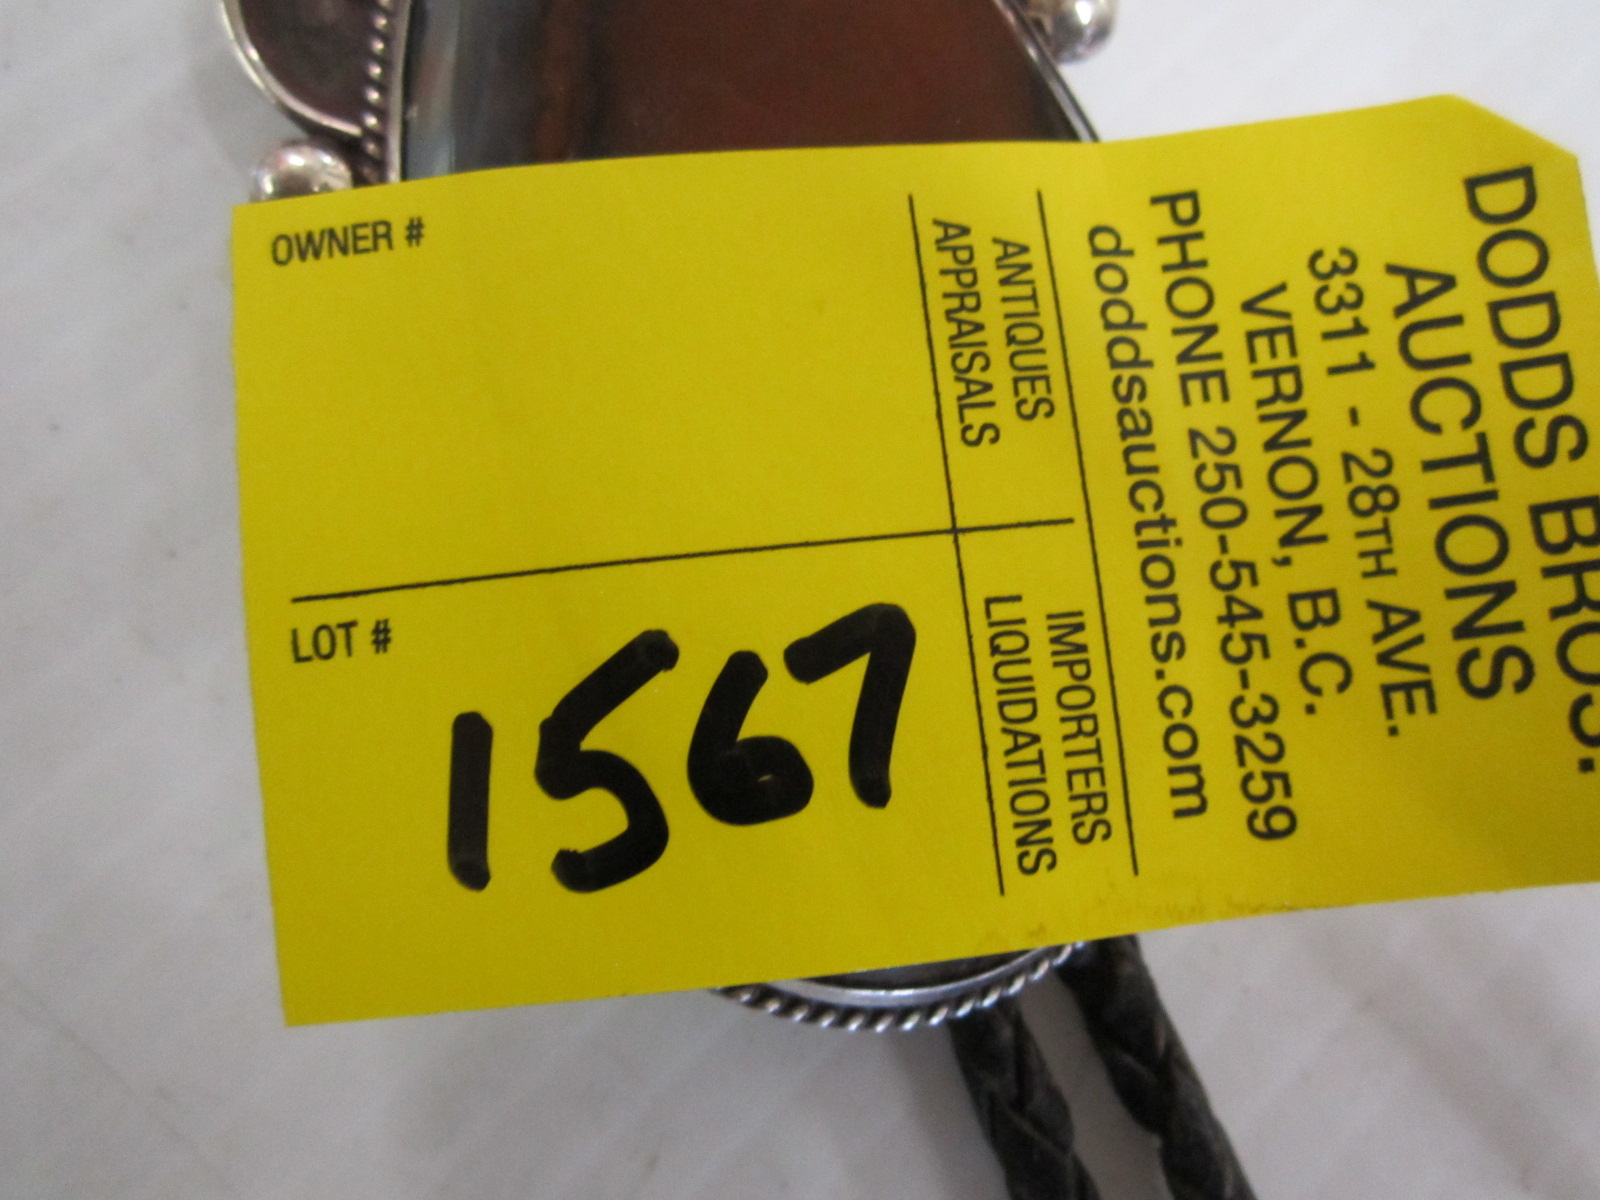 DODDS BROS.
AUCTIONS
3311 - 28TH AVE.
VERNON, B.C.
PHONE 250-545-3259
doddsauctions.com
ANTIQUES
APPRAISALS
IMPORTERS
LIQUIDATIONS
OWNER #
LOT #
1567